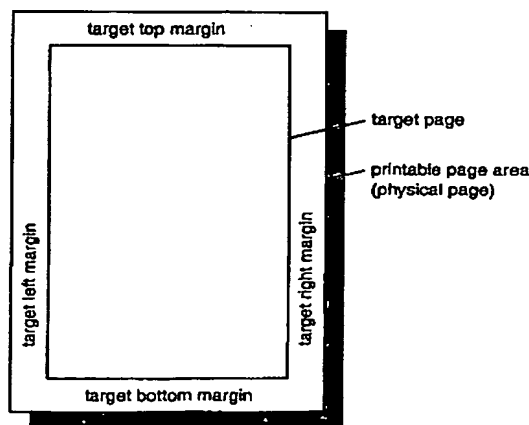 target top margin
target page
printable page area
(physical page)
target left margin
target right margin
target bottom margin